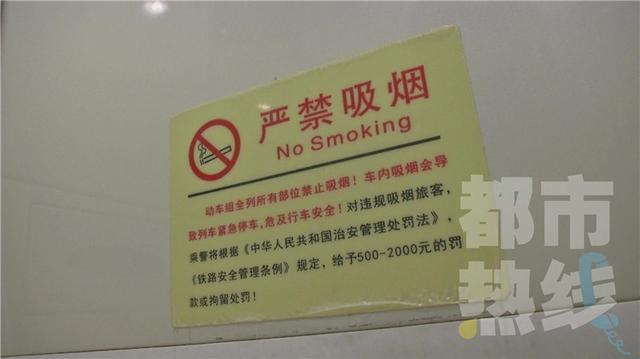 严禁吸烟
No Smoking
动车组全列所有部位禁止吸烟！车内吸烟会导
致列车紧急停车，危及行车安全！对违规吸烟旅客，
乘警将根据《中华人民共和国治安管理处罚法》，
《铁路安全管理条例》规定，给予500-2000元的罚
款或拘留处罚！
都市
热线